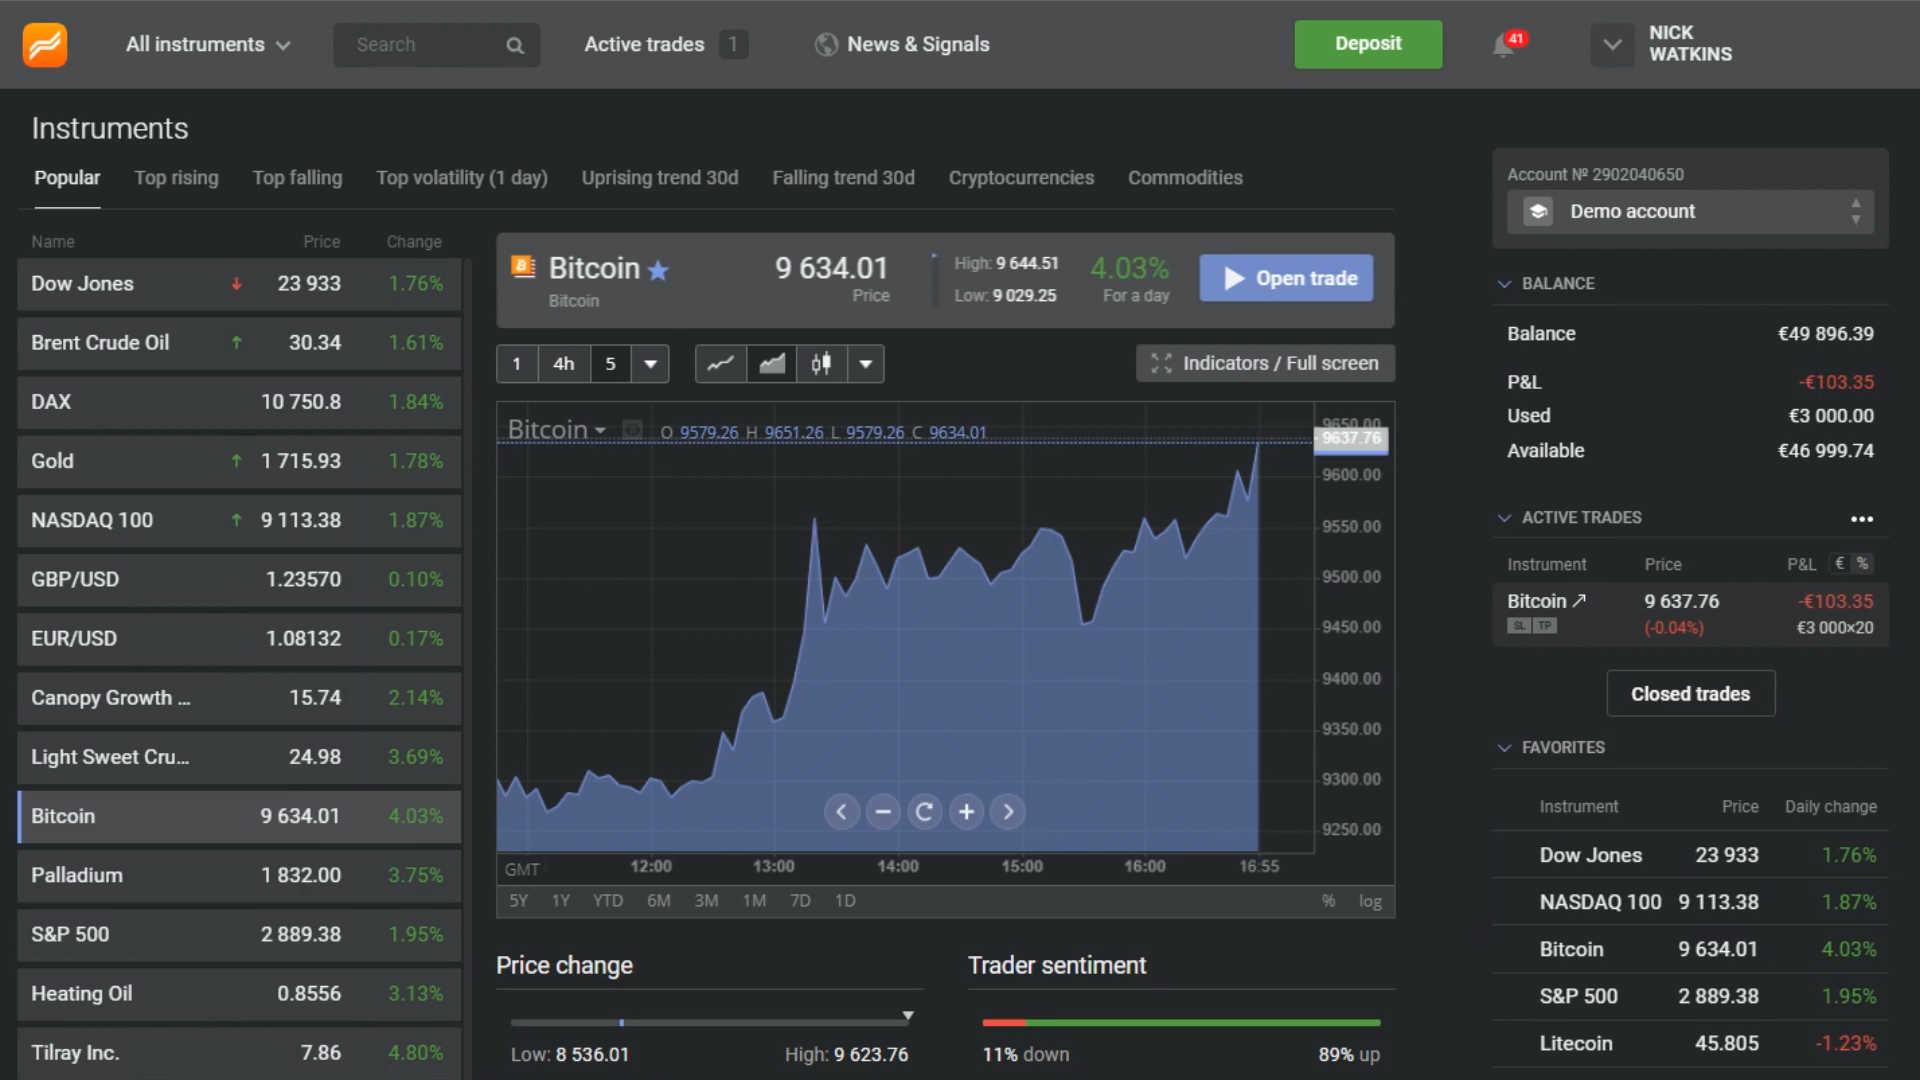 All instruments
Search
Active trades 1
News & Signals
Deposit
41
NICK
WATKINS
Instruments
Popular Top rising Top falling Top volatility (1 day) Uprising trend 30d Falling trend 30d Cryptocurrencies Commodities
Name Price Change
Dow Jones 23 933 1.76%
Brent Crude Oil 30.34 1.61%
DAX 10 750.8 1.84%
Gold 1 715.93 1.78%
NASDAQ 100 9 113.38 1.87%
GBP/USD 1.23570 0.10%
EUR/USD 1.08132 0.17%
Canopy Growth ... 15.74 2.14%
Light Sweet Cru... 24.98 3.69%
Bitcoin 9 634.01 4.03%
Palladium 1 832.00 3.75%
S&P 500 2 889.38 1.95%
Heating Oil 0.8556 3.13%
Tilray Inc. 7.86 4.80%
Bitcoin
Bitcoin
9 634.01
Price
High: 9 644.51
Low: 9 029.25
4.03%
For a day
Open trade
1 4h 5
Indicators / Full screen
Bitcoin O 9579.26 H 9651.26 L 9579.26 C 9634.01
9650.00
9637.76
9600.00
9550.00
9500.00
9450.00
9400.00
9350.00
9300.00
9250.00
GMT 12:00 13:00 14:00 15:00 16:00 16:55
5Y 1Y YTD 6M 3M 1M 7D 1D % log
Price change
Low: 8 536.01 High: 9 623.76
Trader sentiment
11% down 89% up
Account № 2902040650
Demo account
BALANCE
Balance €49 896.39
P&L -€103.35
Used €3 000.00
Available €46 999.74
ACTIVE TRADES
Instrument Price P&L € %
Bitcoin 9 637.76 -€103.35
SL TP (-0.04%) €3 000×20
Closed trades
FAVORITES
Instrument Price Daily change
Dow Jones 23 933 1.76%
NASDAQ 100 9 113.38 1.87%
Bitcoin 9 634.01 4.03%
S&P 500 2 889.38 1.95%
Litecoin 45.805 -1.23%